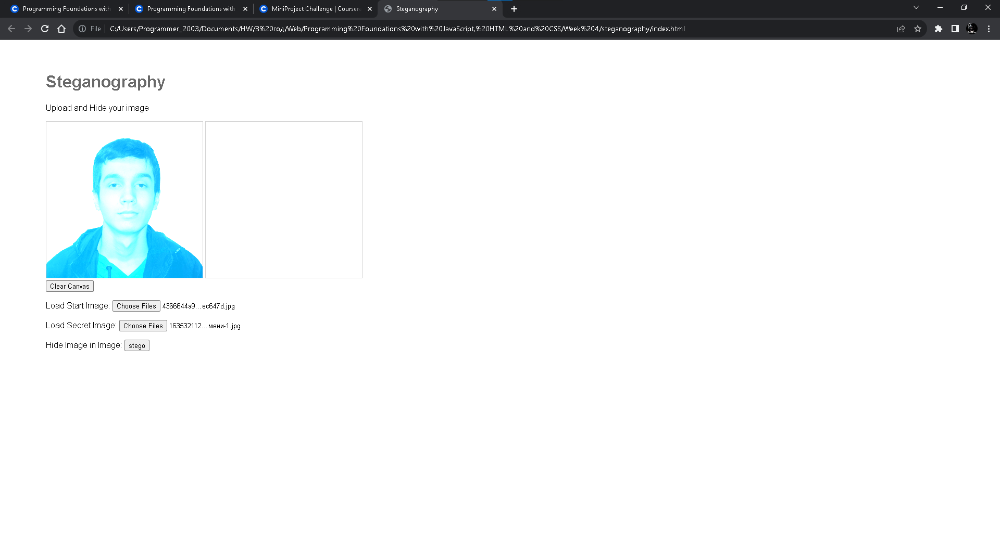 Programming Foundations with
Programming Foundations with
MiniProject Challenge | Coursera
Steganography
File
C:/Users/Programmer_2003/Documents/HW/3%20год/Web/Programming%20Foundations%20with%20JavaScript,%20HTML%20and%20CSS/Week%204/steganography/index.html
Steganography
Upload and Hide your image
Clear Canvas
Load Start Image: Choose Files 4366644a9...ec647d.jpg
Load Secret Image: Choose Files 163532112...мени-1.jpg
Hide Image in Image: stego